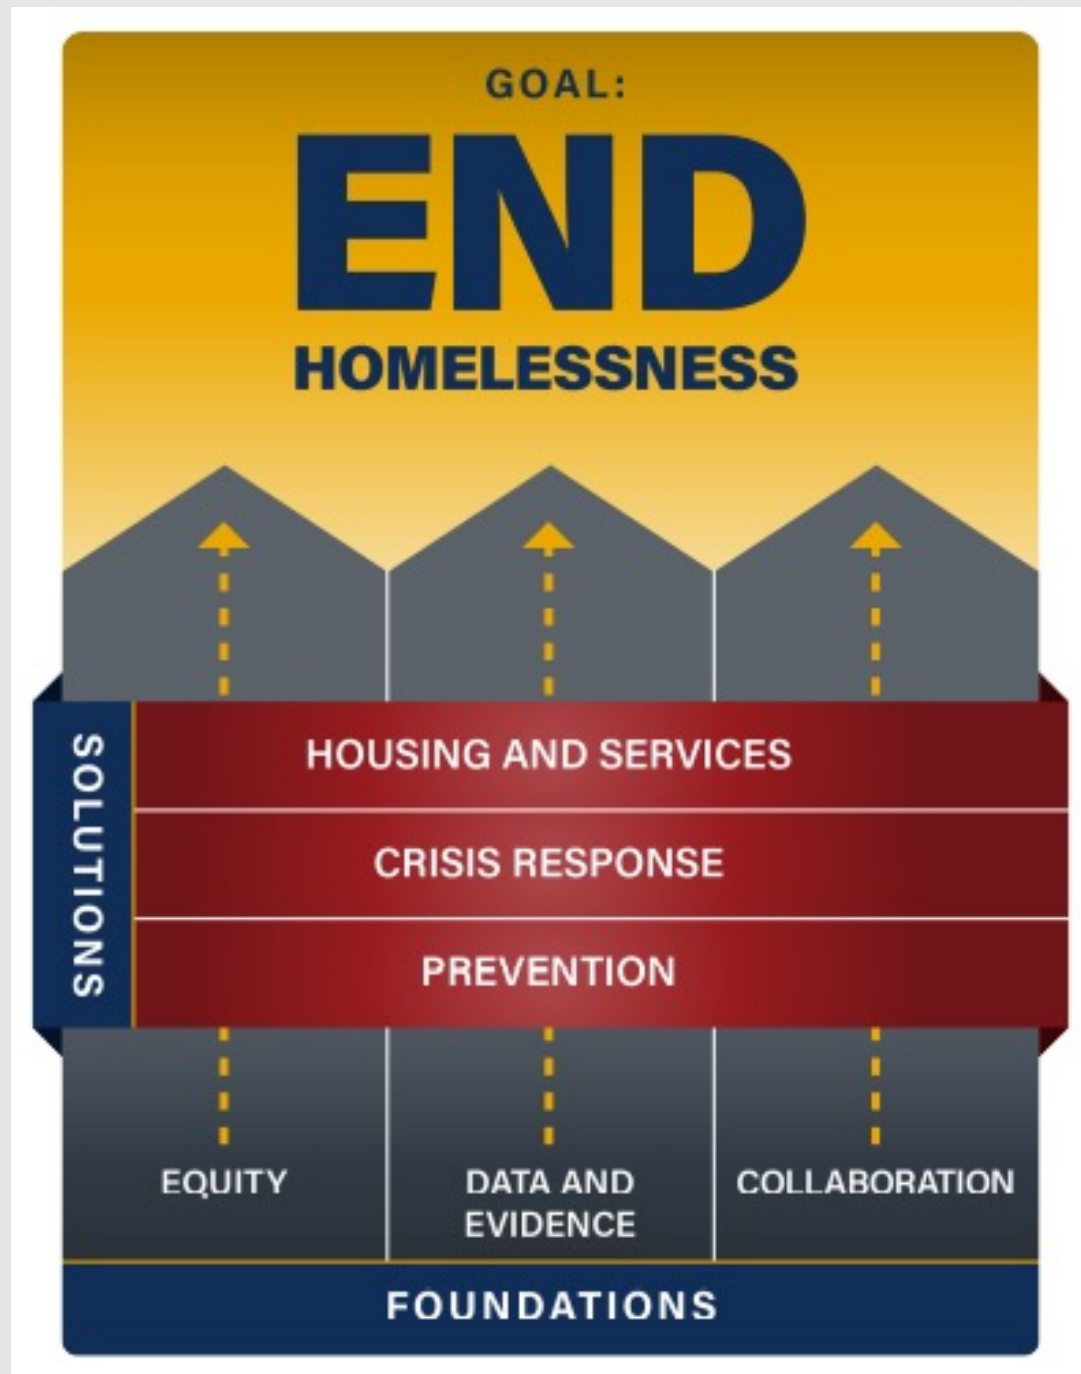 GOAL:
END
HOMELESSNESS
SOLUTIONS
HOUSING AND SERVICES
CRISIS RESPONSE
PREVENTION
EQUITY
DATA AND
EVIDENCE
COLLABORATION
FOUNDATIONS